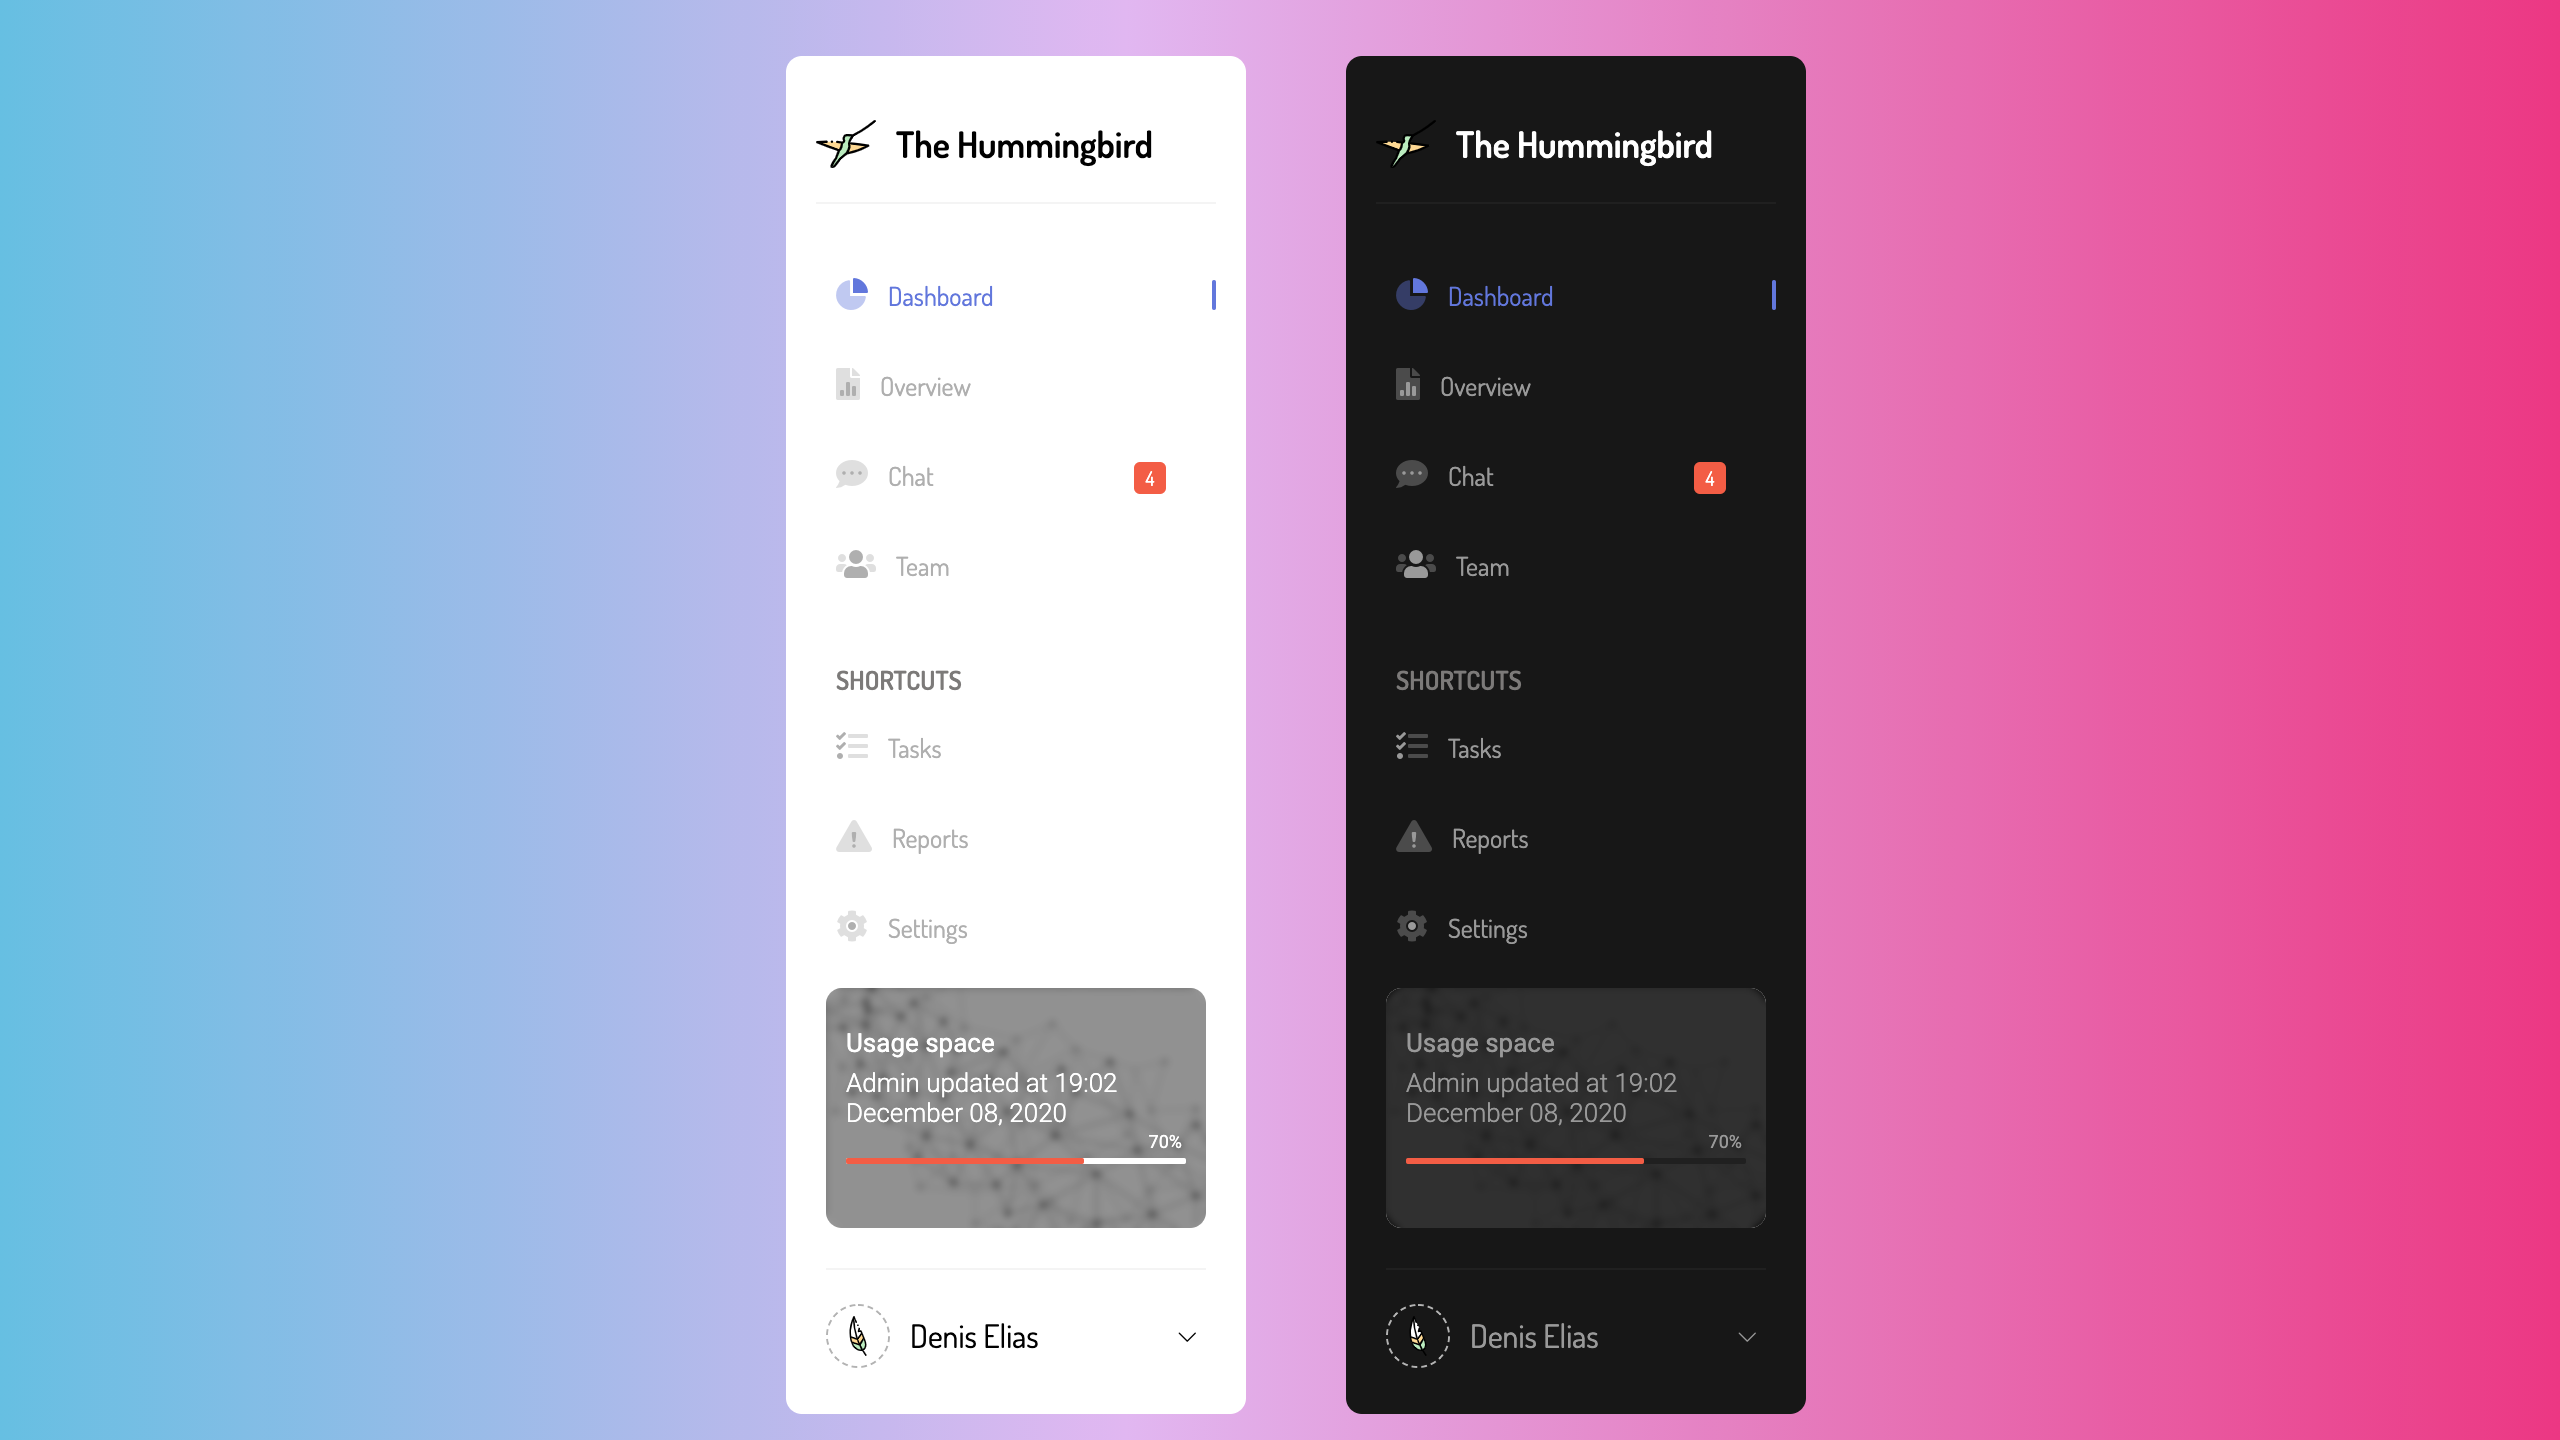 The Hummingbird
Dashboard
Overview
Chat
4
Team
SHORTCUTS
Tasks
Reports
Settings
Usage space
Admin updated at 19:02
December 08, 2020
70%
Denis Elias
The Hummingbird
Dashboard
Overview
Chat
4
Team
SHORTCUTS
Tasks
Reports
Settings
Usage space
Admin updated at 19:02
December 08, 2020
70%
Denis Elias